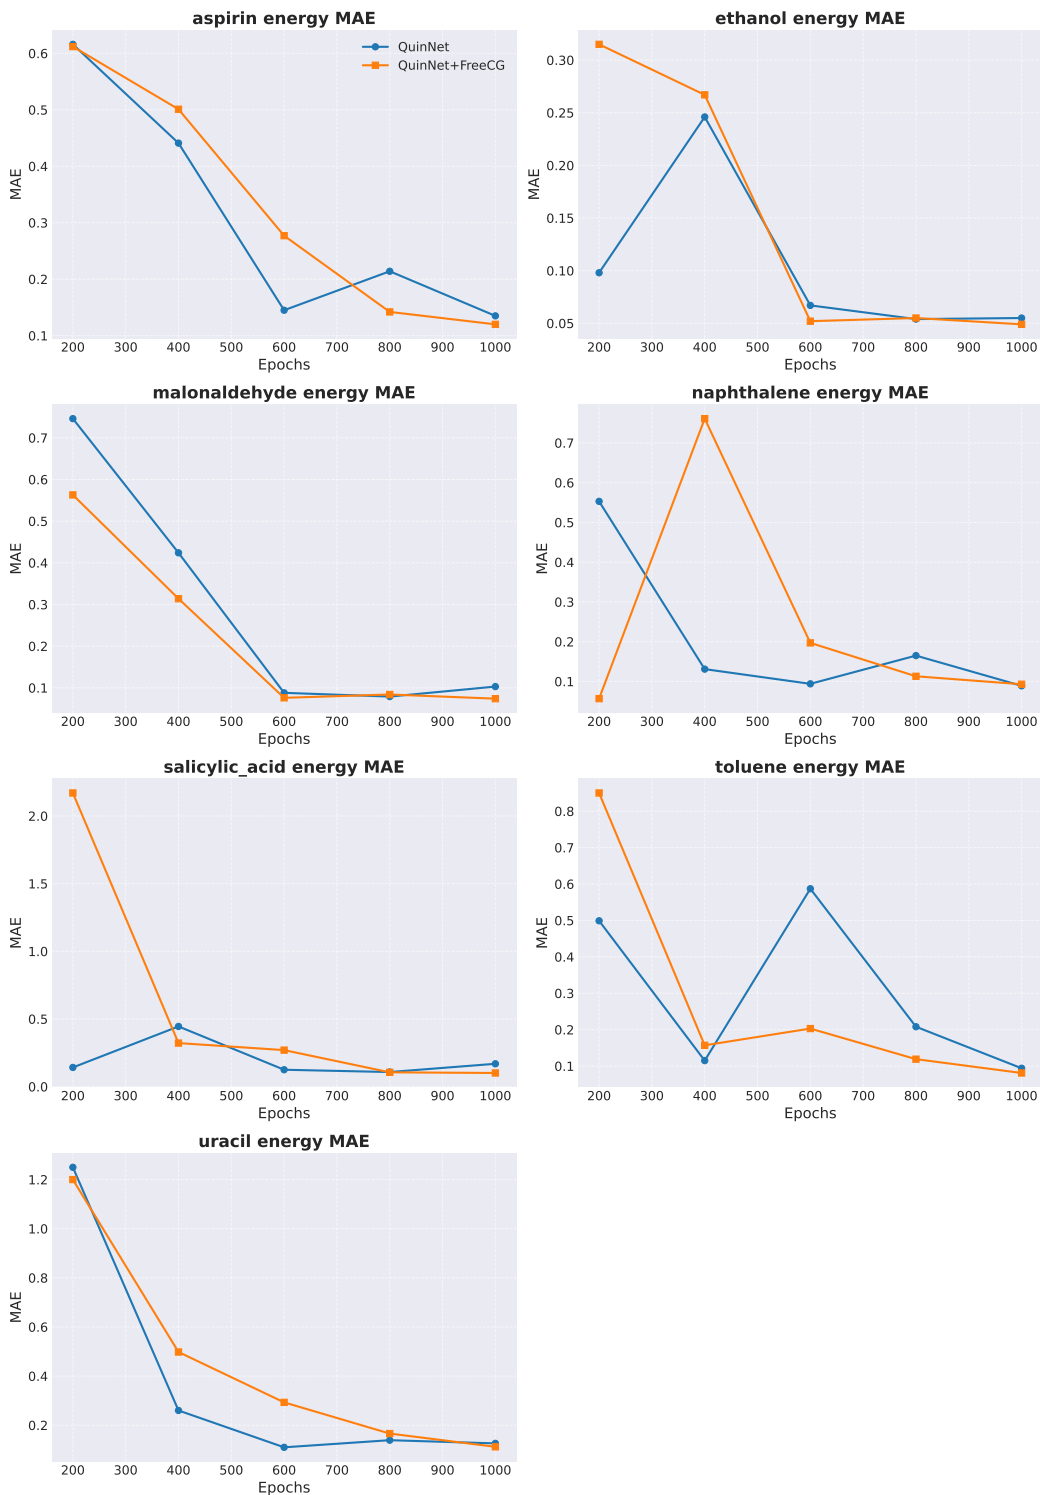 aspirin energy MAE
QuinNet
QuinNet+FreeCG
0.6
0.5
0.4
0.3
0.2
0.1
MAE
200 300 400 500 600 700 800 900 1000
Epochs
ethanol energy MAE
0.30
0.25
0.20
0.15
0.10
0.05
MAE
200 300 400 500 600 700 800 900 1000
Epochs
malonaldehyde energy MAE
0.7
0.6
0.5
0.4
0.3
0.2
0.1
MAE
200 300 400 500 600 700 800 900 1000
Epochs
naphthalene energy MAE
0.7
0.6
0.5
0.4
0.3
0.2
0.1
MAE
200 300 400 500 600 700 800 900 1000
Epochs
salicylic_acid energy MAE
2.0
1.5
1.0
0.5
0.0
MAE
200 300 400 500 600 700 800 900 1000
Epochs
toluene energy MAE
0.8
0.7
0.6
0.5
0.4
0.3
0.2
0.1
MAE
200 300 400 500 600 700 800 900 1000
Epochs
uracil energy MAE
1.2
1.0
0.8
0.6
0.4
0.2
MAE
200 300 400 500 600 700 800 900 1000
Epochs